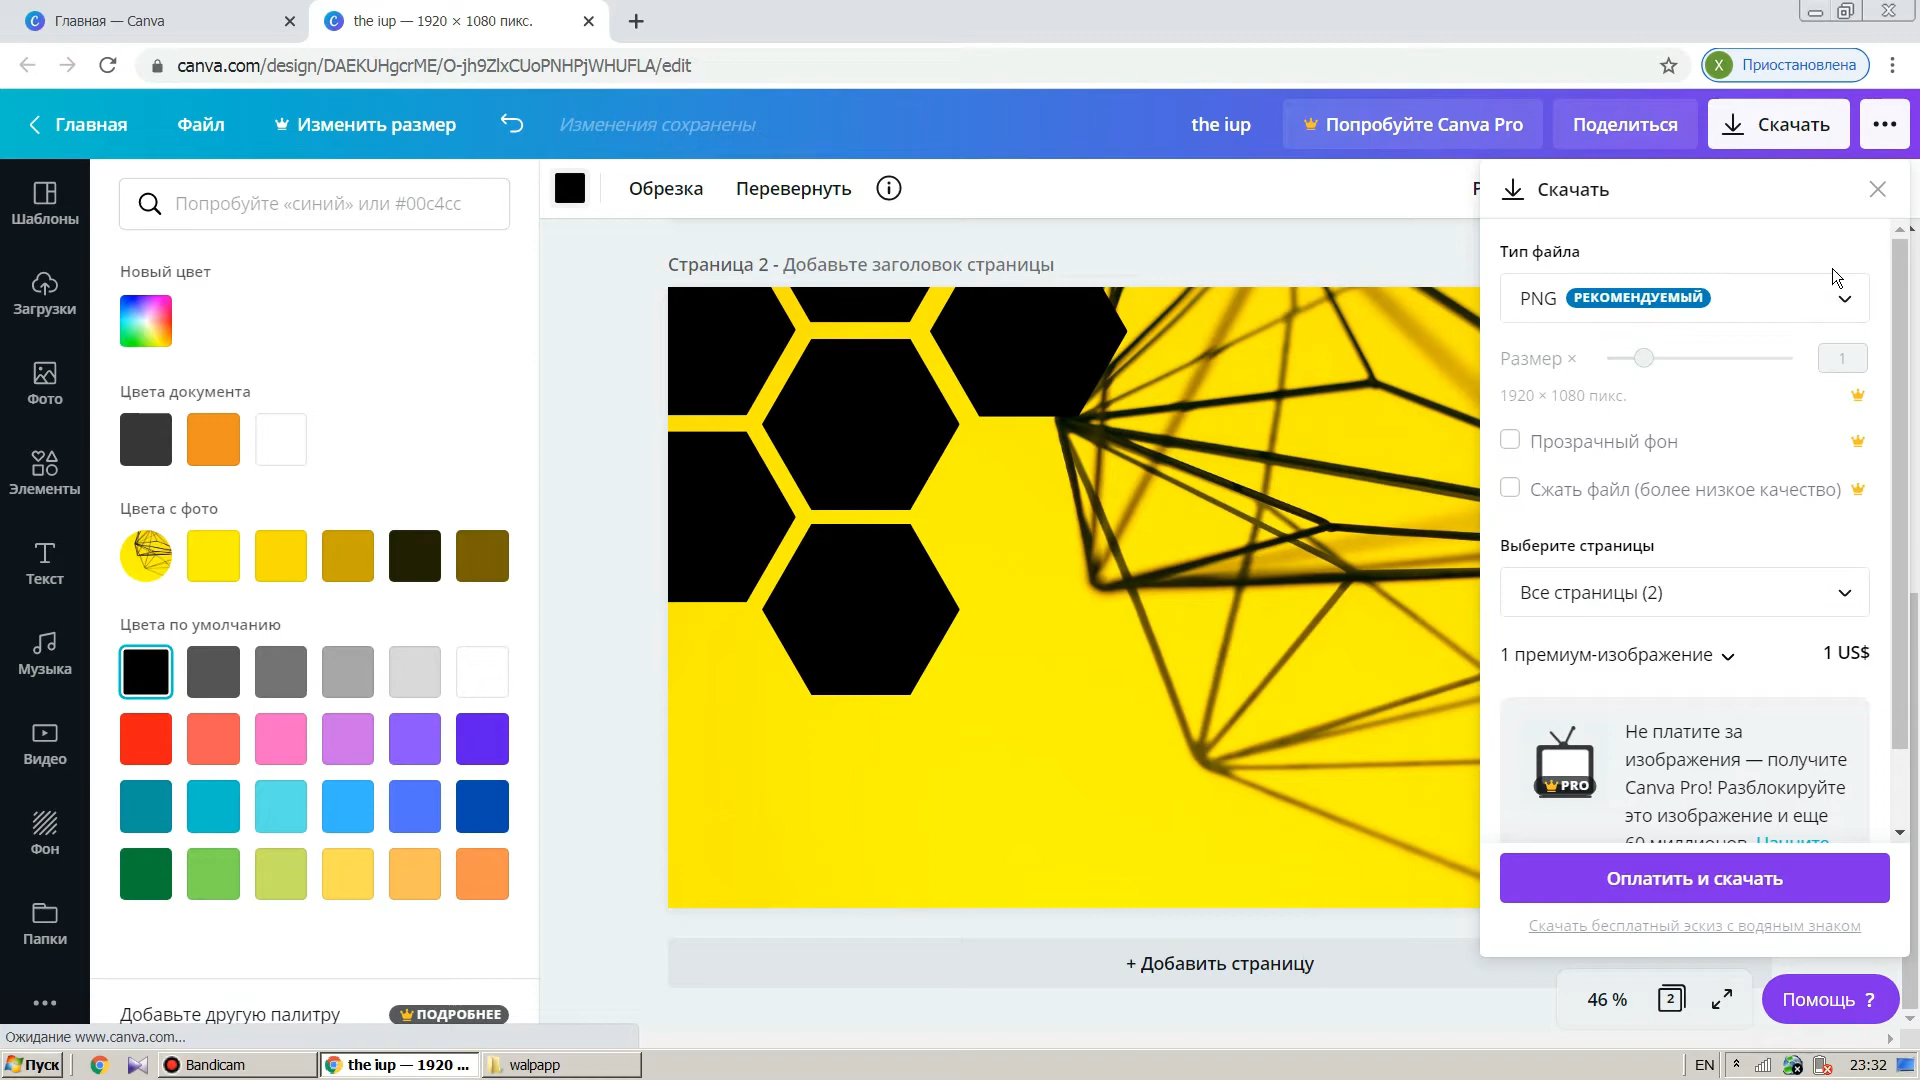 Главная — Canva
the iup — 1920 × 1080 пикс.
canva.com/design/DAEKUHgcrME/O-jh9ZlxCUoPNHPjWHUFLA/edit
X Приостановлена
Главная
Файл
Изменить размер
Изменения сохранены
the iup
Попробуйте Canva Pro
Поделиться
Скачать
Шаблоны
Загрузки
Фото
Элементы
Текст
Музыка
Видео
Фон
Папки
Попробуйте «синий» или #00c4cc
Новый цвет
Цвета документа
Цвета с фото
Цвета по умолчанию
Добавьте другую палитру
ПОДРОБНЕЕ
Обрезка
Перевернуть
Страница 2 - Добавьте заголовок страницы
+ Добавить страницу
Скачать
Тип файла
PNG РЕКОМЕНДУЕМЫЙ
Размер ×
1
1920 × 1080 пикс.
Прозрачный фон
Сжать файл (более низкое качество)
Выберите страницы
Все страницы (2)
1 премиум-изображение
1 US$
PRO
Не платите за
изображения — получите
Canva Pro! Разблокируйте
это изображение и еще
60 миллионов. Начните
Оплатить и скачать
Скачать бесплатный эскиз с водяным знаком
46 %
2
Помощь ?
Ожидание www.canva.com...
Пуск
Bandicam
the iup — 1920 ...
walpapp
EN
23:32